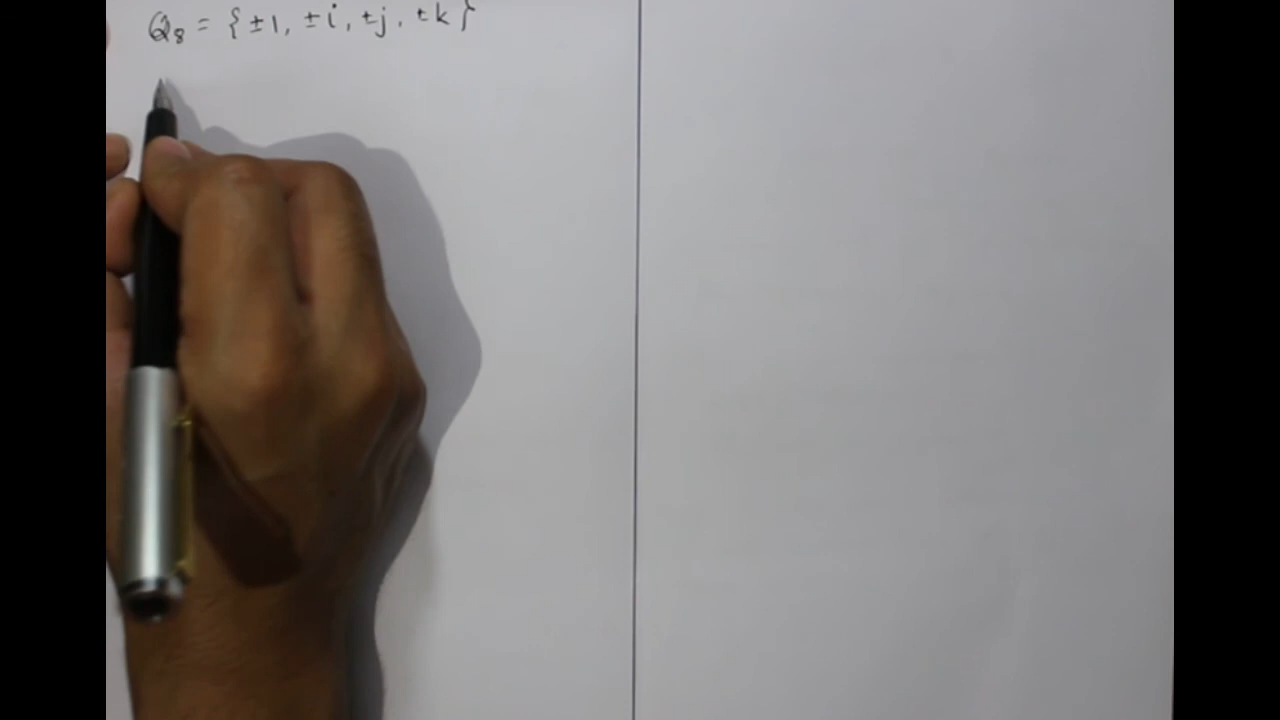 Q₈ = {±1, ±i, ±j, ±k}